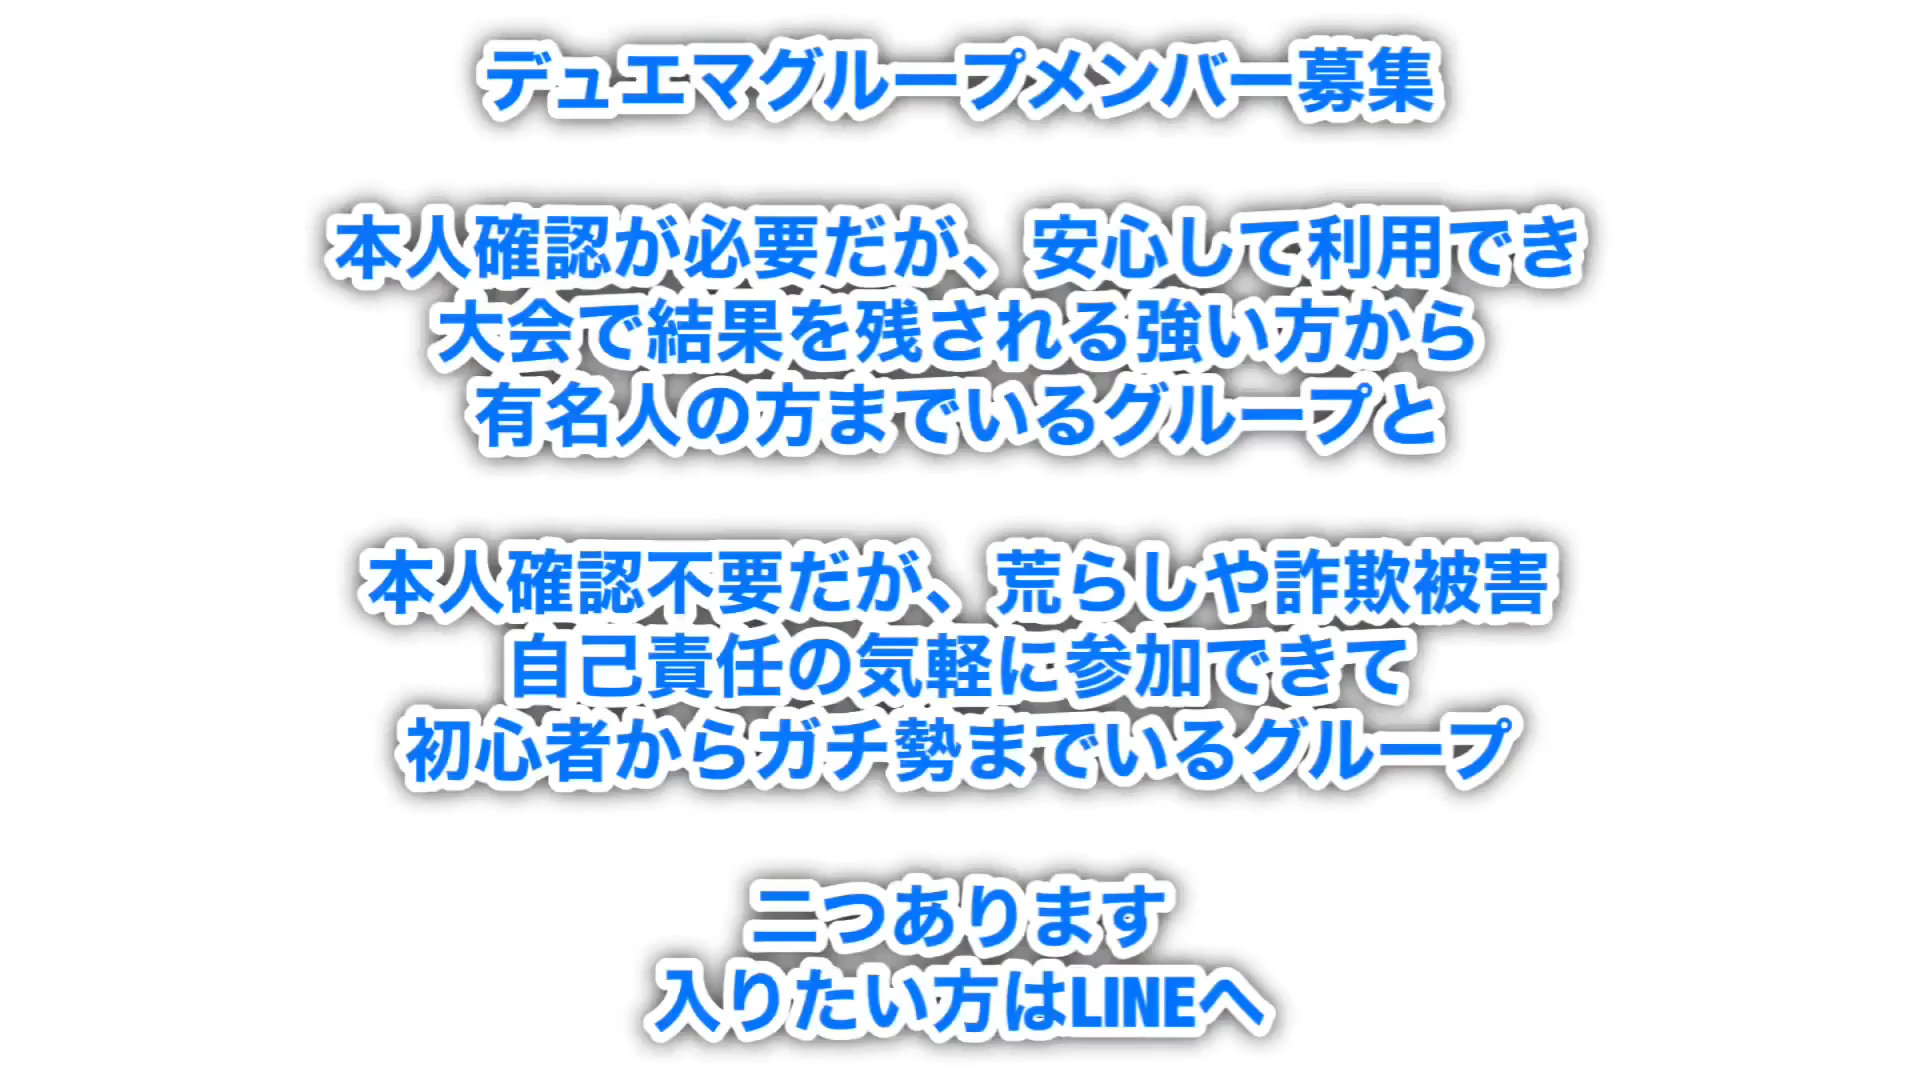 デュエマグループメンバー募集
本人確認が必要だが、安心して利用でき
大会で結果を残される強い方から
有名人の方までいるグループと
本人確認不要だが、荒らしや詐欺被害
自己責任の気軽に参加できて
初心者からガチ勢までいるグループ
二つあります
入りたい方はLINEへ